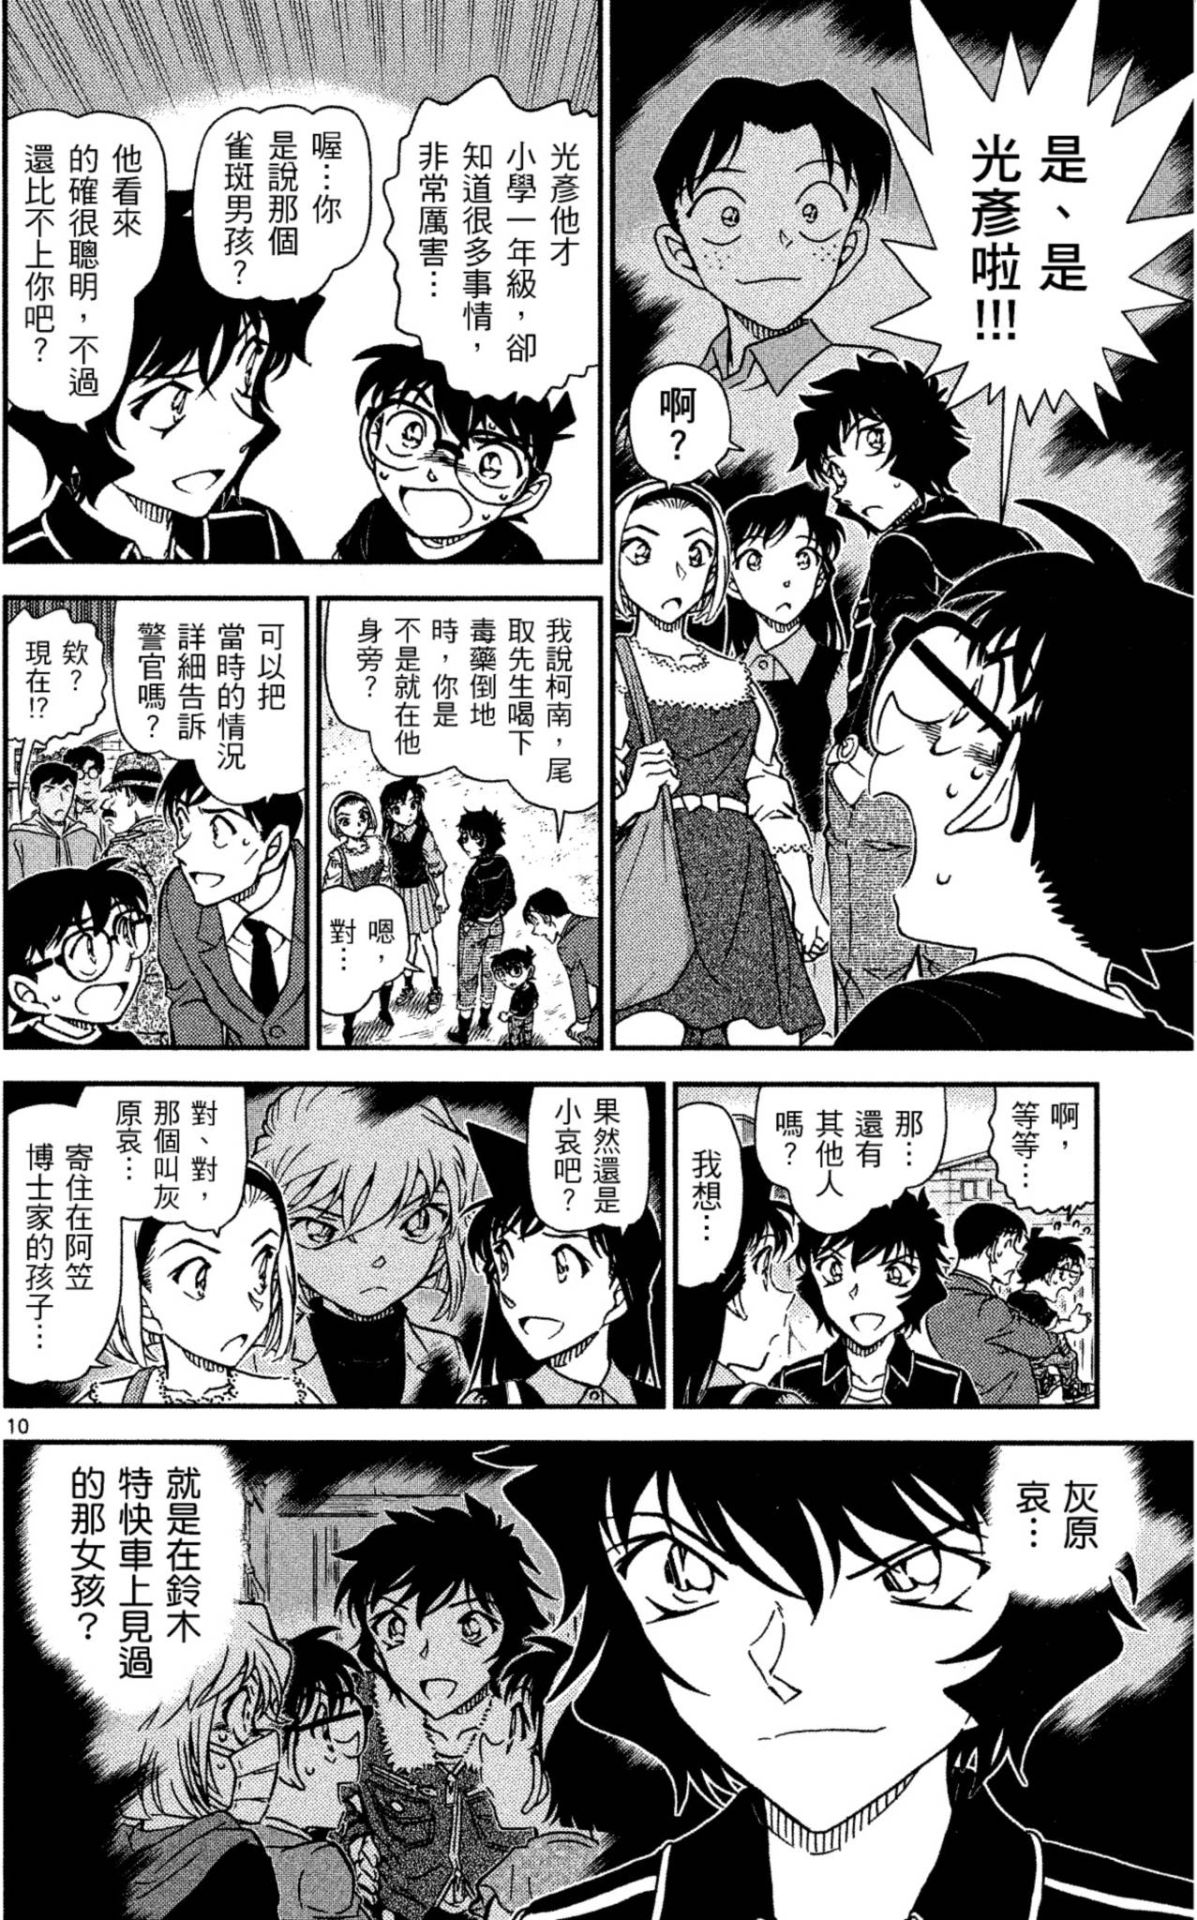 是、是
光彥啦!!!
啊?
光彥他才
小學一年級，卻
知道很多事情，
非常厲害…
喔…你
是說那個
雀斑男孩?
他看來
的確很聰明，不過
還比不上你吧?
我說柯南，尾
取先生喝下
毒藥倒地
時，你是
不是就在他
身旁?
嗯，
對…
可以把
當時的情況
詳細告訴
警官嗎?
欸?
現在!?
啊，
等等…
那…
還有
其他人
嗎?
我想…
果然還是
小哀吧?
對、對，
那個叫灰
原哀…
寄住在阿笠
博士家的孩子…
10
灰原
哀…
就是在鈴木
特快車上見過
的那女孩?